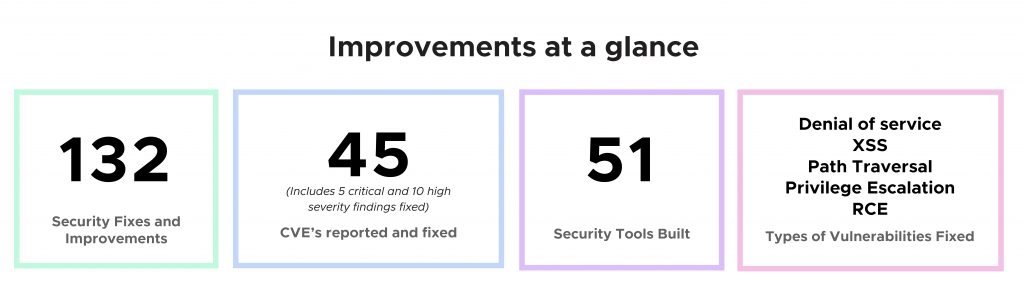 Improvements at a glance
132
Security Fixes and
Improvements
45
(Includes 5 critical and 10 high
severity findings fixed)
CVE's reported and fixed
51
Security Tools Built
Denial of service
XSS
Path Traversal
Privilege Escalation
RCE
Types of Vulnerabilities Fixed